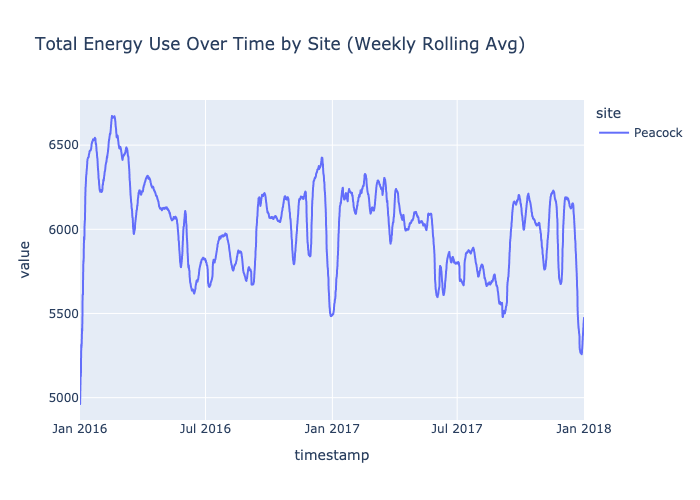 Total Energy Use Over Time by Site (Weekly Rolling Avg)
site
Peacock
value
6500
6000
5500
5000
Jan 2016
Jul 2016
Jan 2017
Jul 2017
Jan 2018
timestamp